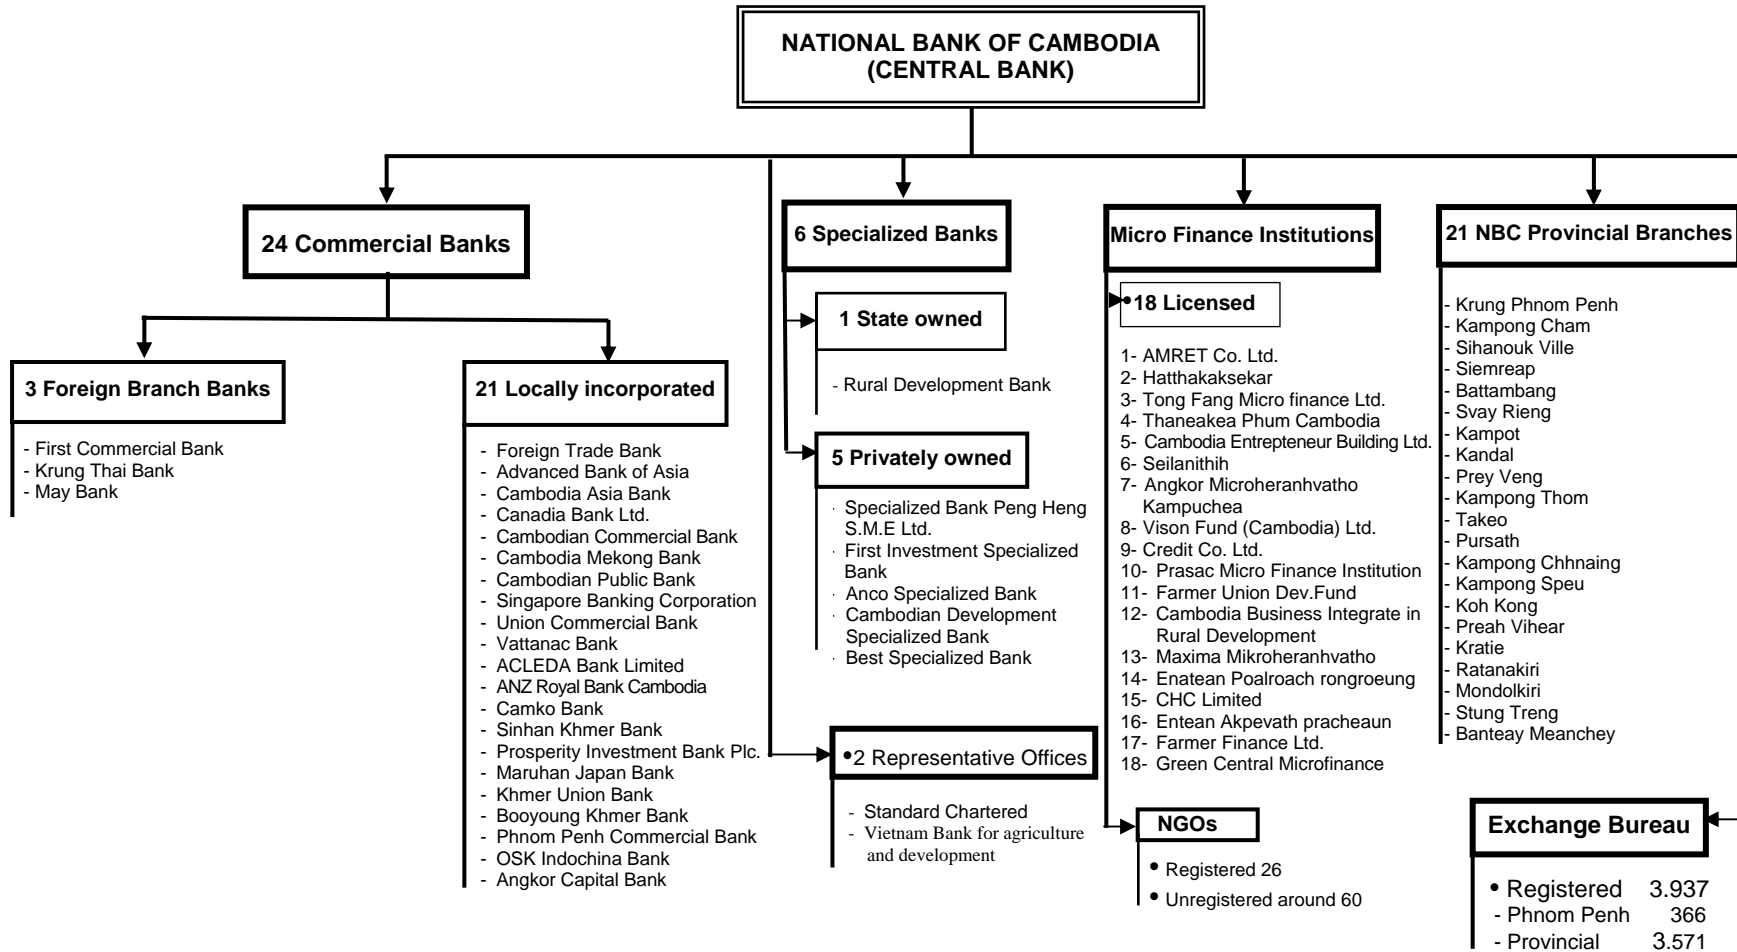 NATIONAL BANK OF CAMBODIA
(CENTRAL BANK)
24 Commercial Banks
3 Foreign Branch Banks
- First Commercial Bank
- Krung Thai Bank
- May Bank
21 Locally incorporated
- Foreign Trade Bank
- Advanced Bank of Asia
- Cambodia Asia Bank
- Canadia Bank Ltd.
- Cambodian Commercial Bank
- Cambodia Mekong Bank
- Cambodian Public Bank
- Singapore Banking Corporation
- Union Commercial Bank
- Vattanac Bank
- ACLEDA Bank Limited
- ANZ Royal Bank Cambodia
- Camko Bank
- Sinhan Khmer Bank
- Prosperity Investment Bank Plc.
- Maruhan Japan Bank
- Khmer Union Bank
- Booyoung Khmer Bank
- Phnom Penh Commercial Bank
- OSK Indochina Bank
- Angkor Capital Bank
6 Specialized Banks
1 State owned
- Rural Development Bank
5 Privately owned
· Specialized Bank Peng Heng
S.M.E Ltd.
· First Investment Specialized
Bank
· Anco Specialized Bank
· Cambodian Development
Specialized Bank
· Best Specialized Bank
•2 Representative Offices
- Standard Chartered
- Vietnam Bank for agriculture
and development
Micro Finance Institutions
•18 Licensed
1- AMRET Co. Ltd.
2- Hatthakaksekar
3- Tong Fang Micro finance Ltd.
4- Thaneakea Phum Cambodia
5- Cambodia Entrepteneur Building Ltd.
6- Seilanithih
7- Angkor Microheranhvatho
Kampuchea
8- Vison Fund (Cambodia) Ltd.
9- Credit Co. Ltd.
10- Prasac Micro Finance Institution
11- Farmer Union Dev.Fund
12- Cambodia Business Integrate in
Rural Development
13- Maxima Mikroheranhvatho
14- Enatean Poalroach rongroeung
15- CHC Limited
16- Entean Akpevath pracheaun
17- Farmer Finance Ltd.
18- Green Central Microfinance
NGOs
• Registered 26
• Unregistered around 60
21 NBC Provincial Branches
- Krung Phnom Penh
- Kampong Cham
- Sihanouk Ville
- Siemreap
- Battambang
- Svay Rieng
- Kampot
- Kandal
- Prey Veng
- Kampong Thom
- Takeo
- Pursath
- Kampong Chhnaing
- Kampong Speu
- Koh Kong
- Preah Vihear
- Kratie
- Ratanakiri
- Mondolkiri
- Stung Treng
- Banteay Meanchey
Exchange Bureau
• Registered 3.937
- Phnom Penh 366
- Provincial 3.571